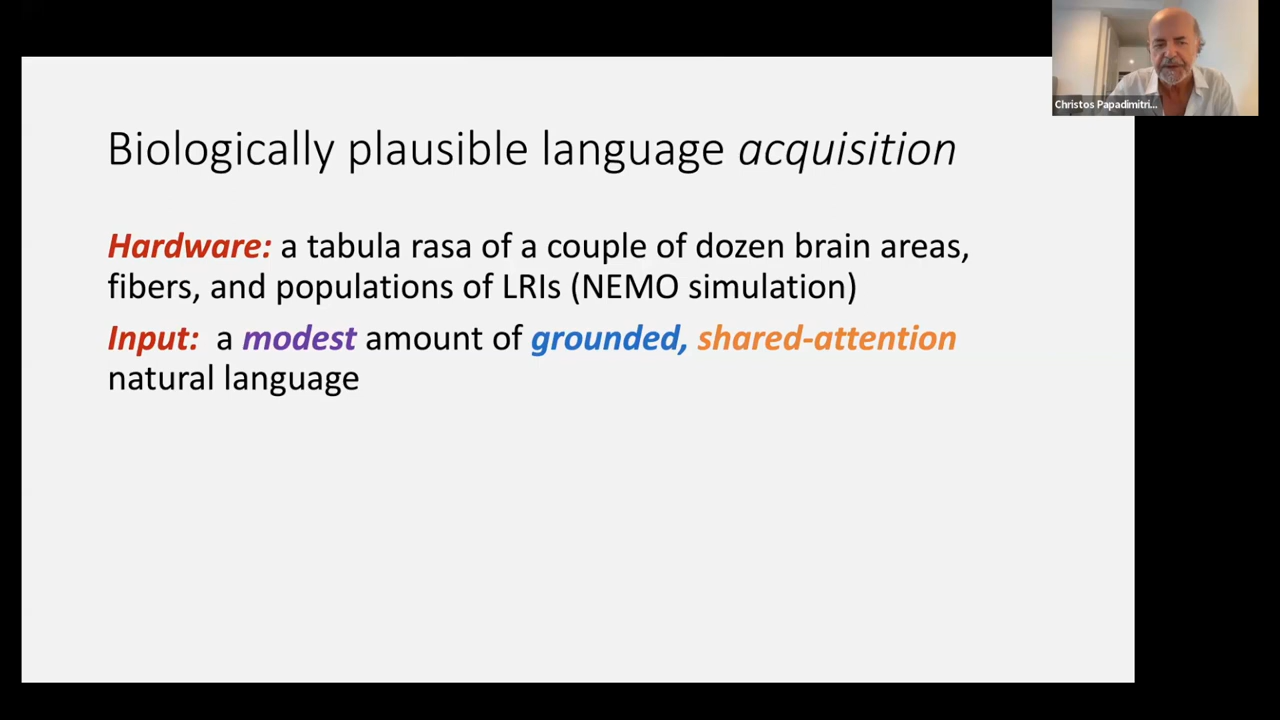 Christos Papadimitri...
Biologically plausible language acquisition
Hardware: a tabula rasa of a couple of dozen brain areas,
fibers, and populations of LRIs (NEMO simulation)
Input: a modest amount of grounded, shared-attention
natural language